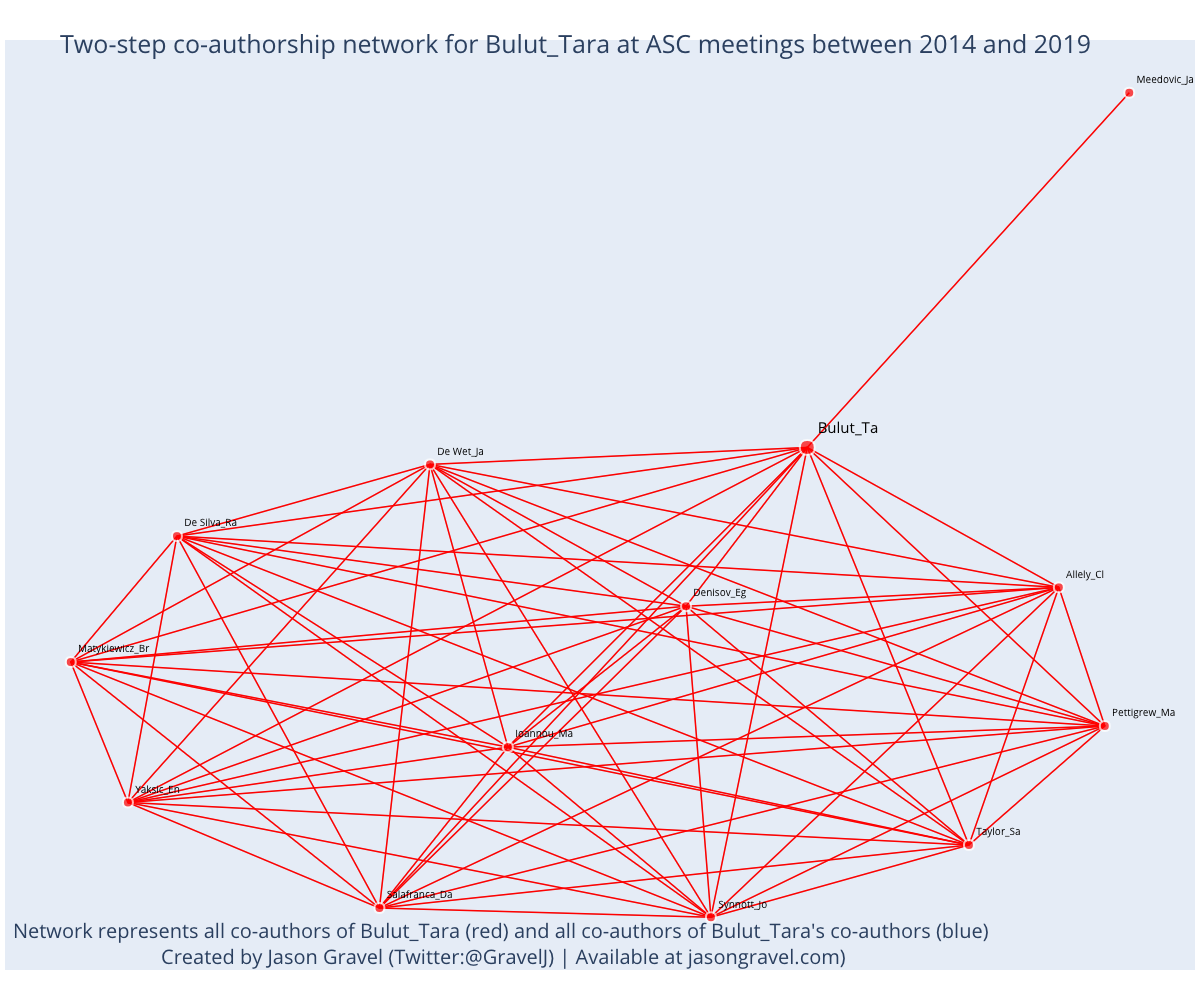 Two-step co-authorship network for Bulut_Tara at ASC meetings between 2014 and 2019
Meedovic_Ja
Bulut_Ta
De Wet_Ja
De Silva_Ra
Allely_Cl
Denisov_Eg
Matykiewicz_Br
Pettigrew_Ma
Ioannou_Ma
Yaksic_En
Taylor_Sa
Salafranca_Da
Synnott_Jo
Network represents all co-authors of Bulut_Tara (red) and all co-authors of Bulut_Tara's co-authors (blue)
Created by Jason Gravel (Twitter:@GravelJ) | Available at jasongravel.com)